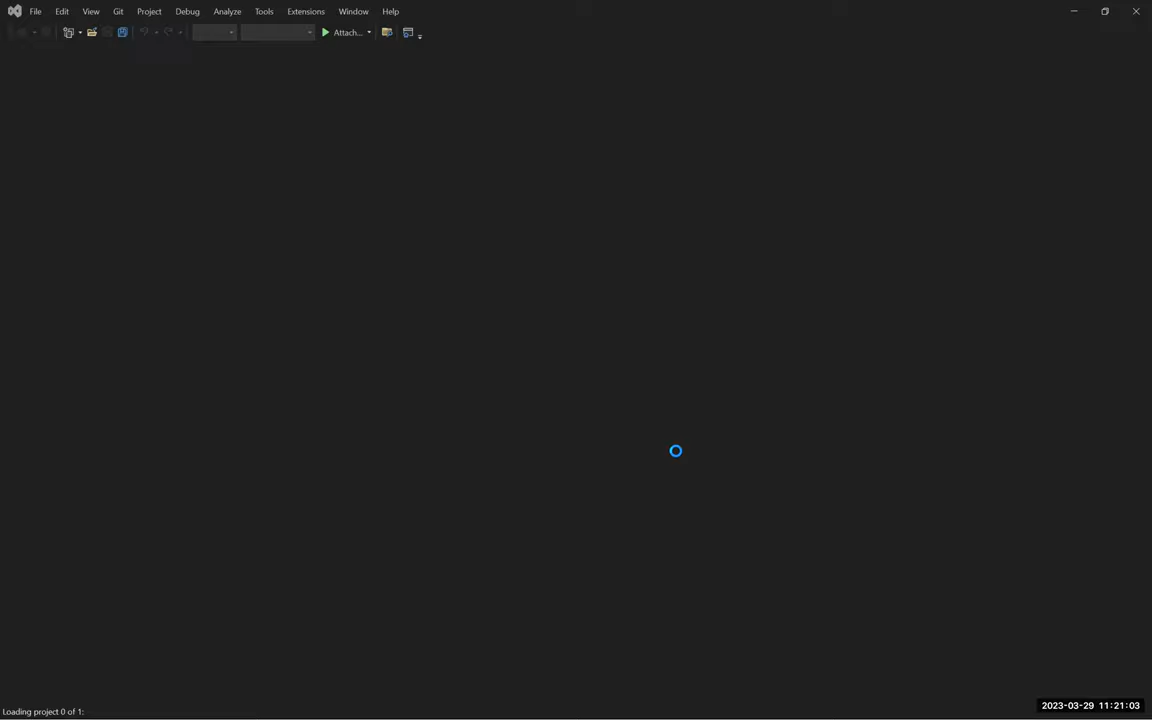 File Edit View Git Project Debug Analyze Tools Extensions Window Help
Attach...
Loading project 0 of 1:
2023-03-29 11:21:03